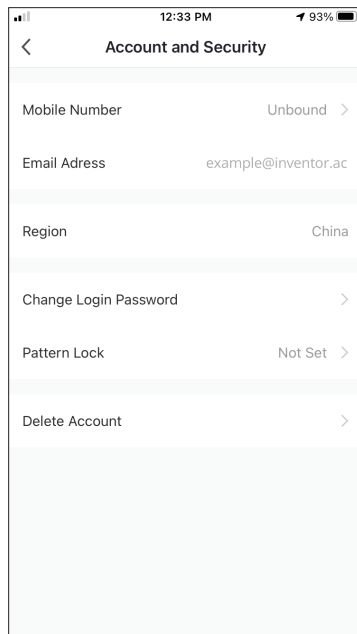 12:33 PM 93%
Account and Security
Mobile Number Unbound
Email Adress example@inventor.ac
Region China
Change Login Password
Pattern Lock Not Set
Delete Account